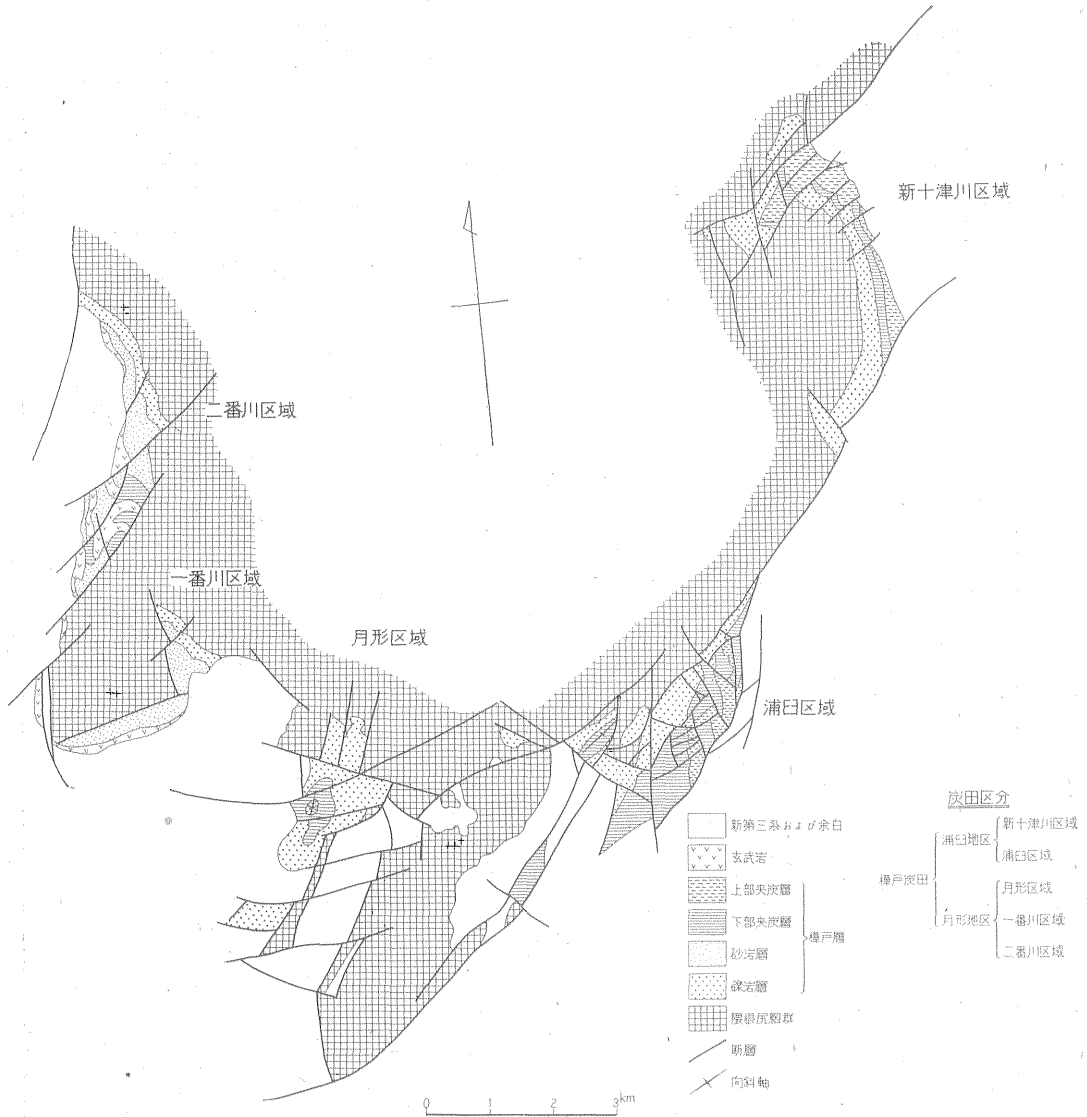 新十津川区域
二番川区域
一番川区域
月形区域
浦臼区域
新第三系および余白
玄武岩
上部夾炭層
下部夾炭層
砂岩層
礫岩層
樺戸層
隈根尻層群
断層
向斜軸
炭田区分
樺戸炭田
浦臼地区
新十津川区域
浦臼区域
月形地区
月形区域
一番川区域
二番川区域
0 1 2 3km